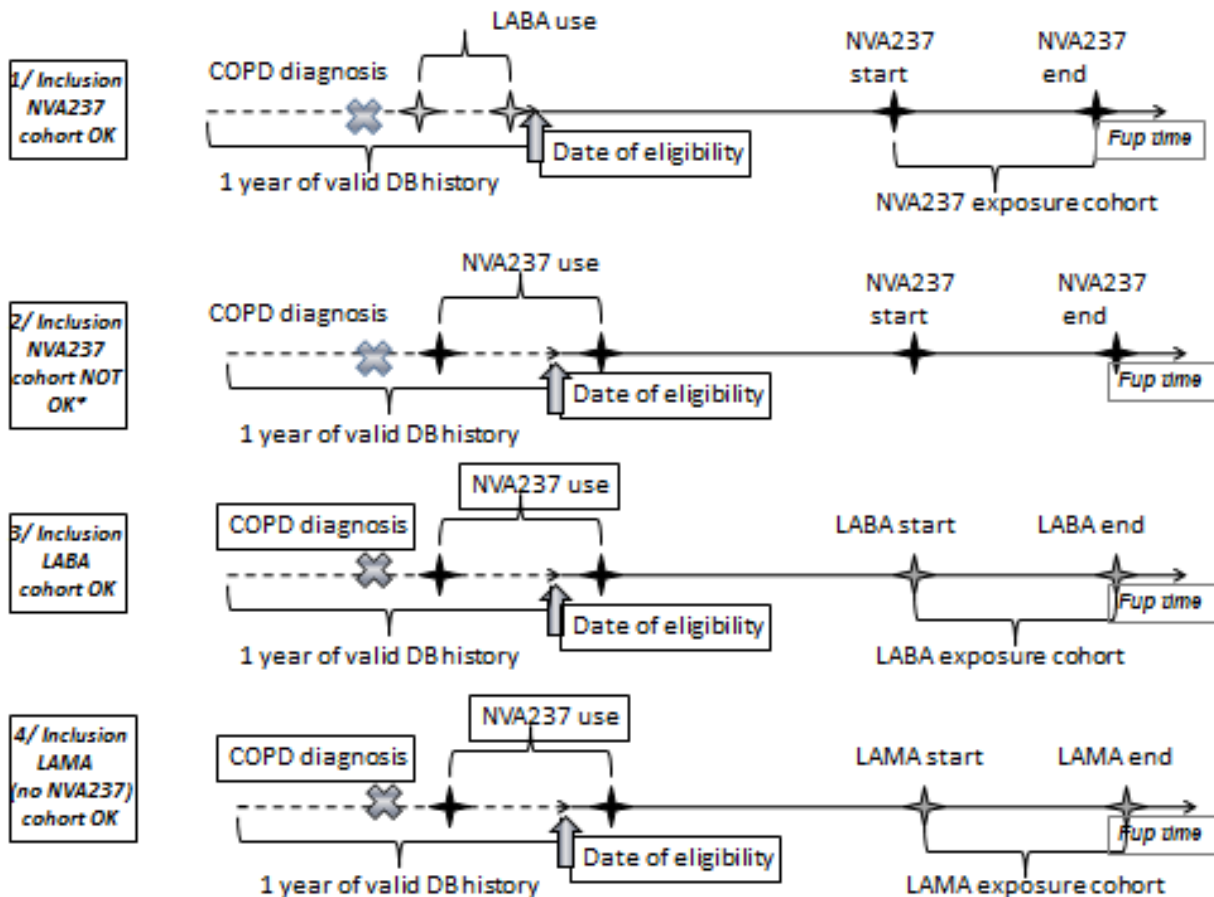 1/ Inclusion
NVA237
cohort OK
LABA use
COPD diagnosis
NVA237
start
NVA237
end
Date of eligibility
Fup time
1 year of valid DB history
NVA237 exposure cohort
2/ Inclusion
NVA237
cohort NOT
OK*
NVA237 use
COPD diagnosis
NVA237
start
NVA237
end
Date of eligibility
Fup time
1 year of valid DB history
3/ Inclusion
LABA
cohort OK
NVA237 use
COPD diagnosis
LABA start
LABA end
Date of eligibility
Fup time
1 year of valid DB history
LABA exposure cohort
4/ Inclusion
LAMA
(no NVA237)
cohort OK
NVA237 use
COPD diagnosis
LAMA start
LAMA end
Date of eligibility
Fup time
1 year of valid DB history
LAMA exposure cohort